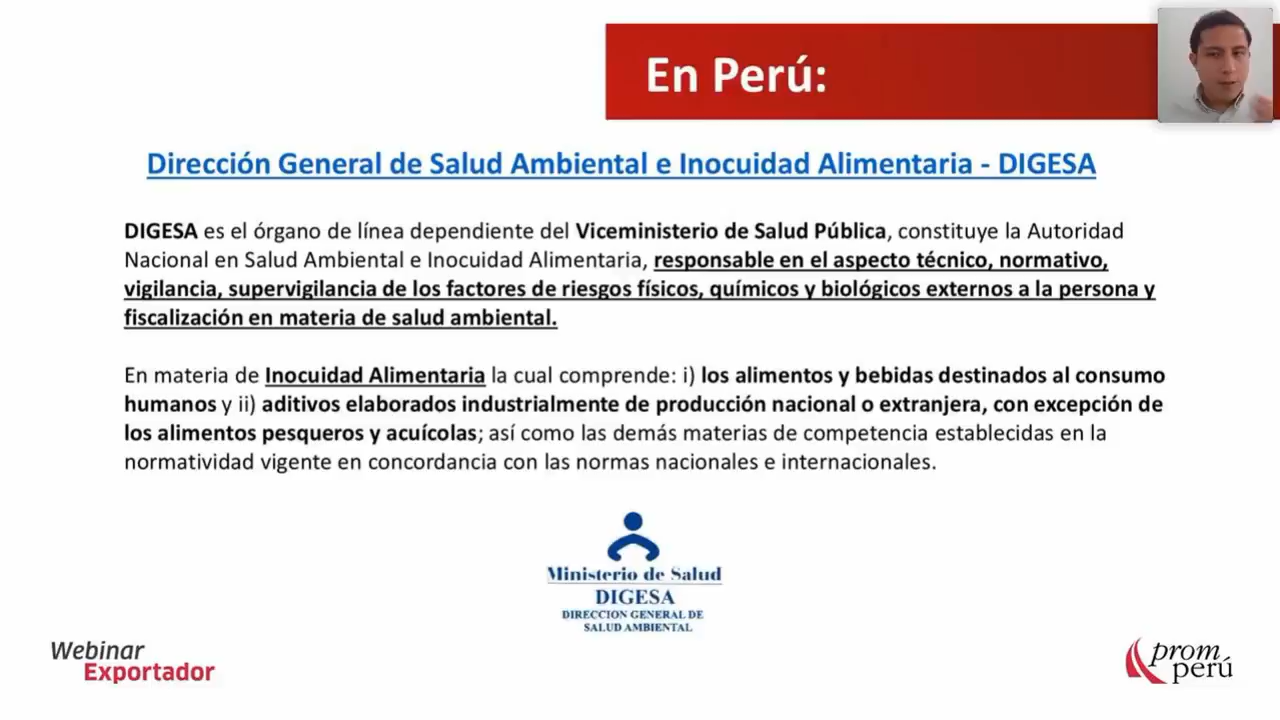 En Perú:
Dirección General de Salud Ambiental e Inocuidad Alimentaria - DIGESA
DIGESA es el órgano de línea dependiente del Viceministerio de Salud Pública, constituye la Autoridad
Nacional en Salud Ambiental e Inocuidad Alimentaria, responsable en el aspecto técnico, normativo,
vigilancia, supervigilancia de los factores de riesgos físicos, químicos y biológicos externos a la persona y
fiscalización en materia de salud ambiental.
En materia de Inocuidad Alimentaria la cual comprende: i) los alimentos y bebidas destinados al consumo
humanos y ii) aditivos elaborados industrialmente de producción nacional o extranjera, con excepción de
los alimentos pesqueros y acuícolas; así como las demás materias de competencia establecidas en la
normatividad vigente en concordancia con las normas nacionales e internacionales.
Ministerio de Salud
DIGESA
DIRECCION GENERAL DE
SALUD AMBIENTAL
Webinar
Exportador
prom
perú